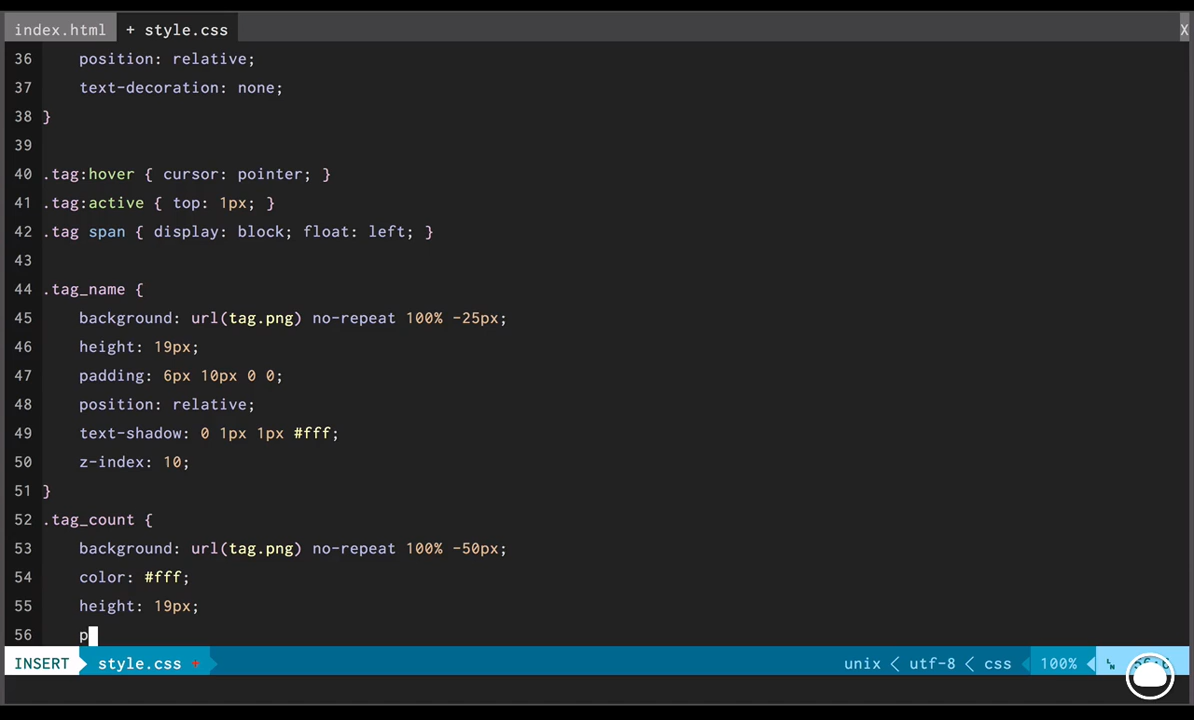 index.html + style.css X
36 position: relative;
37 text-decoration: none;
38 }
39
40 .tag:hover { cursor: pointer; }
41 .tag:active { top: 1px; }
42 .tag span { display: block; float: left; }
43
44 .tag_name {
45 background: url(tag.png) no-repeat 100% -25px;
46 height: 19px;
47 padding: 6px 10px 0 0;
48 position: relative;
49 text-shadow: 0 1px 1px #fff;
50 z-index: 10;
51 }
52 .tag_count {
53 background: url(tag.png) no-repeat 100% -50px;
54 color: #fff;
55 height: 19px;
56 p
INSERT style.css + unix < utf-8 < css 100%